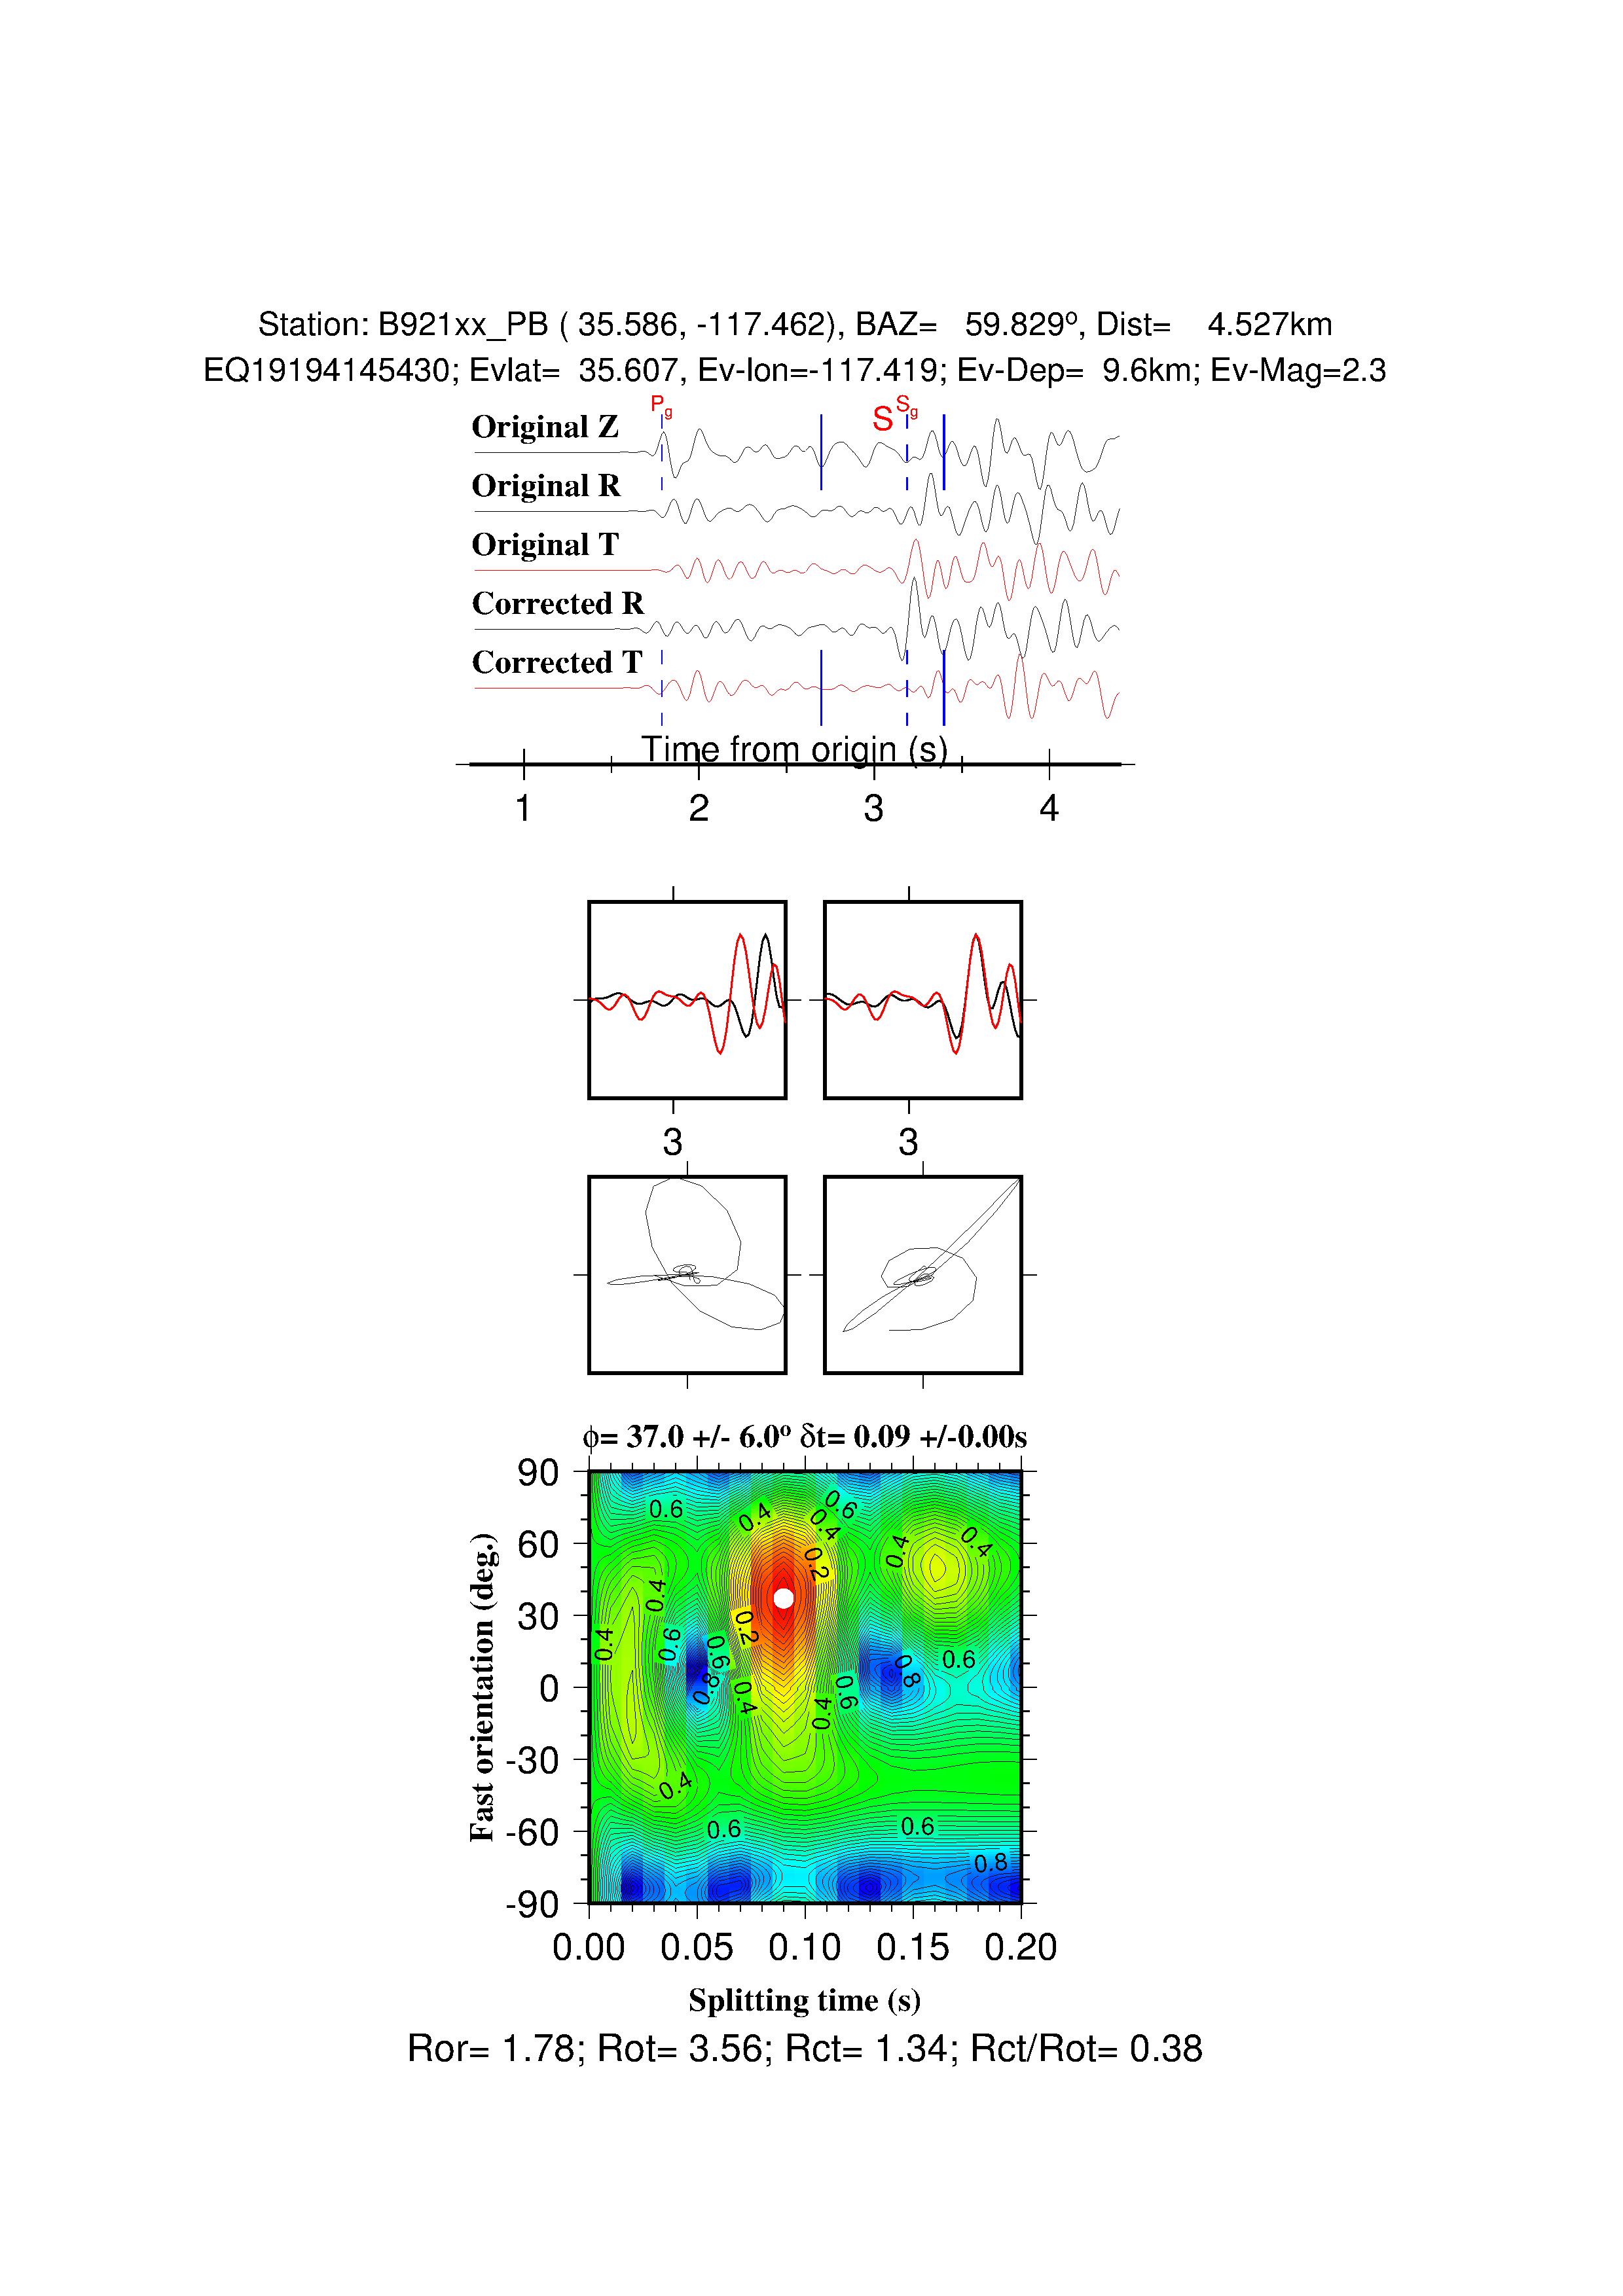 Station: B921xx_PB ( 35.586, -117.462), BAZ= 59.829º, Dist= 4.527km
EQ19194145430; Evlat= 35.607, Ev-lon=-117.419; Ev-Dep= 9.6km; Ev-Mag=2.3
Pg S Sg
Original Z
Original R
Original T
Corrected R
Corrected T
Time from origin (s)
1 2 3 4
3 3
ϕ= 37.0 +/- 6.0º δt= 0.09 +/-0.00s
Fast orientation (deg.)
90
60
30
0
-30
-60
-90
0.6 0.4 0.4 0.6
0.4 0.2 0.4 0.4
0.4 0.4 0.6 0.2 0.6
0.8 0.4 0.4 0.6 0.8 0.6
0.4
0.6 0.6
0.8
0.00 0.05 0.10 0.15 0.20
Splitting time (s)
Ror= 1.78; Rot= 3.56; Rct= 1.34; Rct/Rot= 0.38